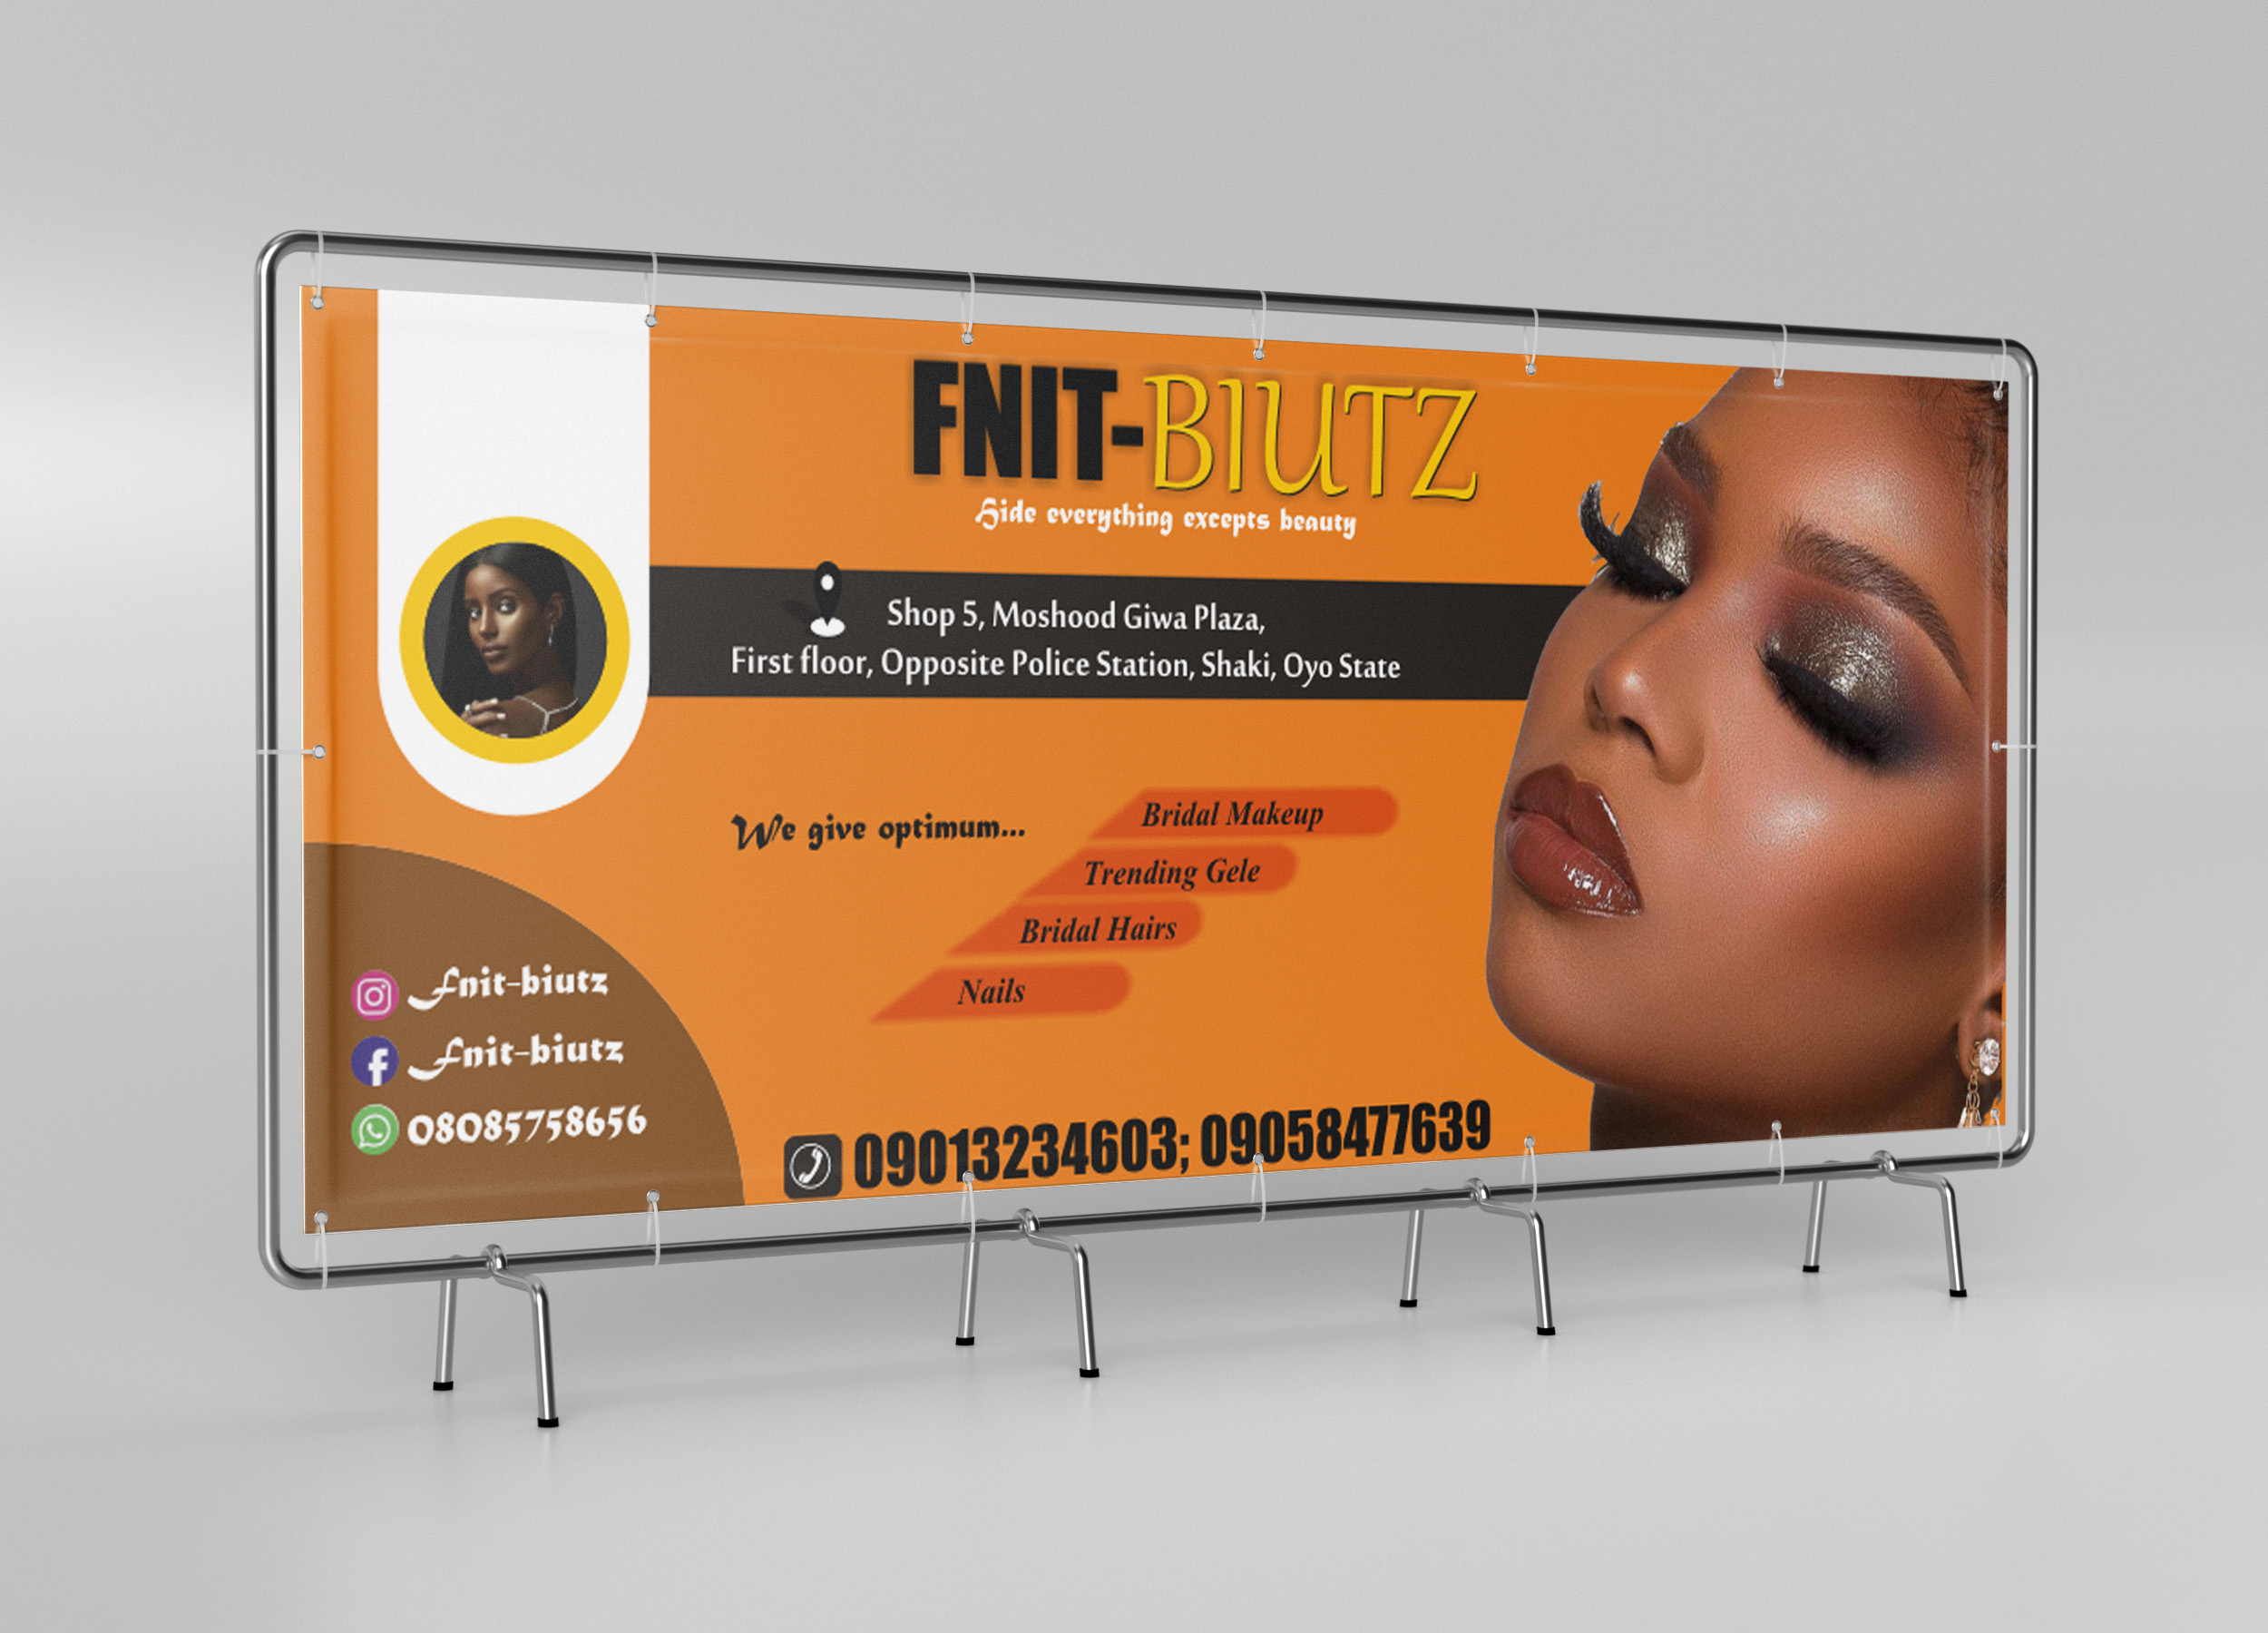 FNIT-BIUTZ
Hide everything excepts beauty
Shop 5, Moshood Giwa Plaza,
First floor, Opposite Police Station, Shaki, Oyo State
We give optimum...
Bridal Makeup
Trending Gele
Bridal Hairs
Nails
Fnit-biutz
Fnit-biutz
08085758656
09013234603; 09058477639